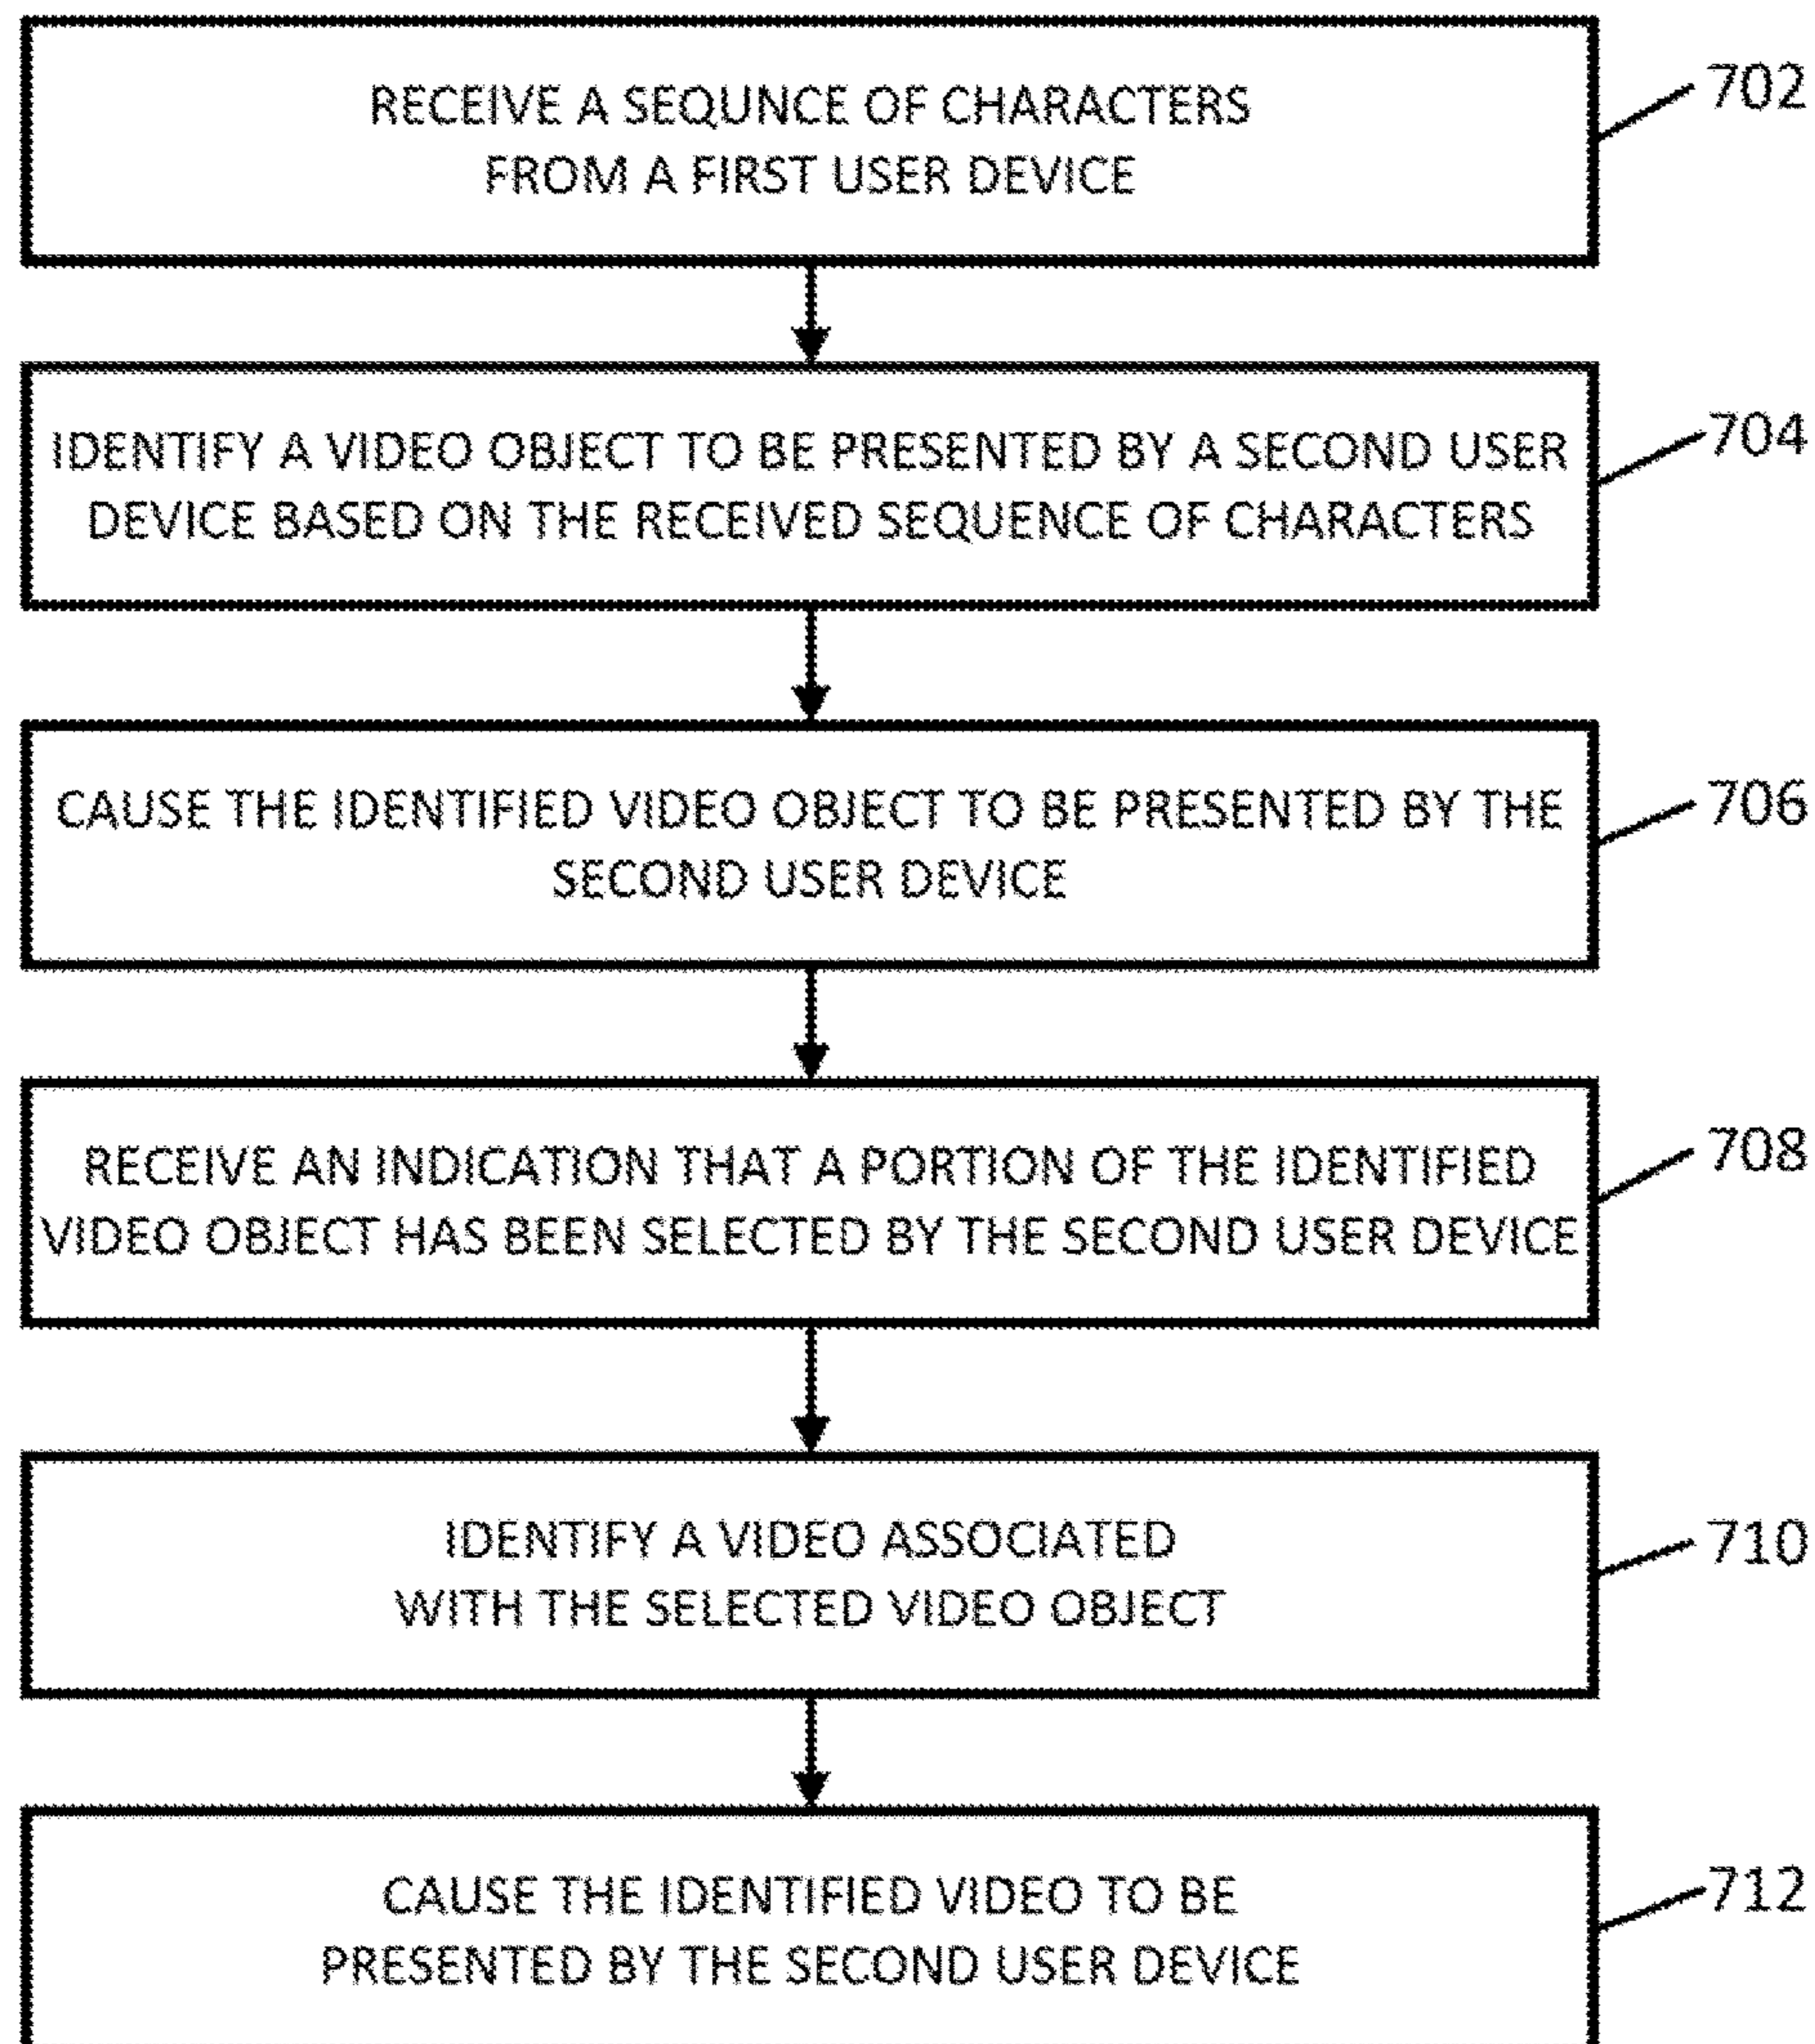 RECEIVE A SEQUNCE OF CHARACTERS
FROM A FIRST USER DEVICE
702
IDENTIFY A VIDEO OBJECT TO BE PRESENTED BY A SECOND USER
DEVICE BASED ON THE RECEIVED SEQUENCE OF CHARACTERS
704
CAUSE THE IDENTIFIED VIDEO OBJECT TO BE PRESENTED BY THE
SECOND USER DEVICE
706
RECEIVE AN INDICATION THAT A PORTION OF THE IDENTIFIED
VIDEO OBJECT HAS BEEN SELECTED BY THE SECOND USER DEVICE
708
IDENTIFY A VIDEO ASSOCIATED
WITH THE SELECTED VIDEO OBJECT
710
CAUSE THE IDENTIFIED VIDEO TO BE
PRESENTED BY THE SECOND USER DEVICE
712